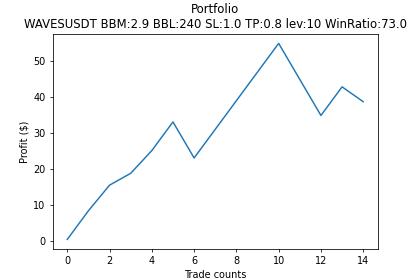 Portfolio
WAVESUSDT BBM:2.9 BBL:240 SL:1.0 TP:0.8 lev:10 WinRatio:73.0
50
40
30
20
10
0
Profit ($)
0 2 4 6 8 10 12 14
Trade counts